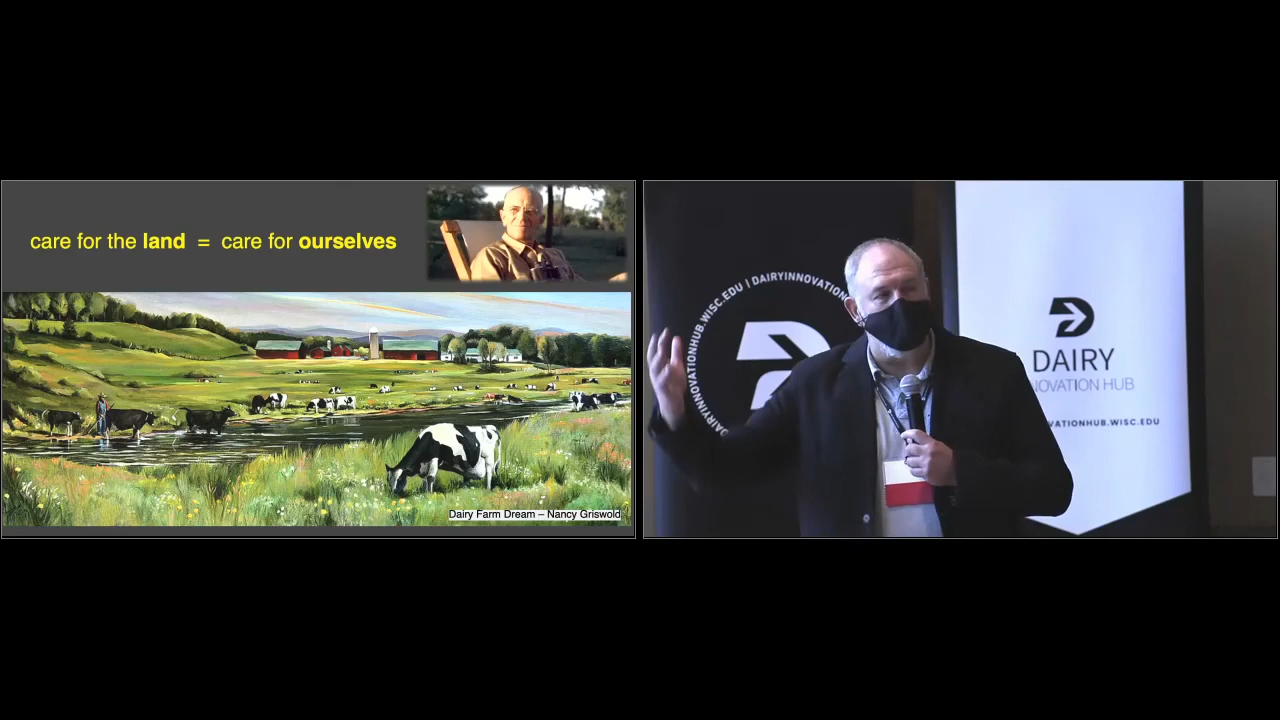 care for the land = care for ourselves
Dairy Farm Dream – Nancy Griswold
DAIRYINNOVATIONHUB.WISC.EDU | DAIRYINNOVATION
DAIRY
NOVATION HUB
VATIONHUB.WISC.EDU